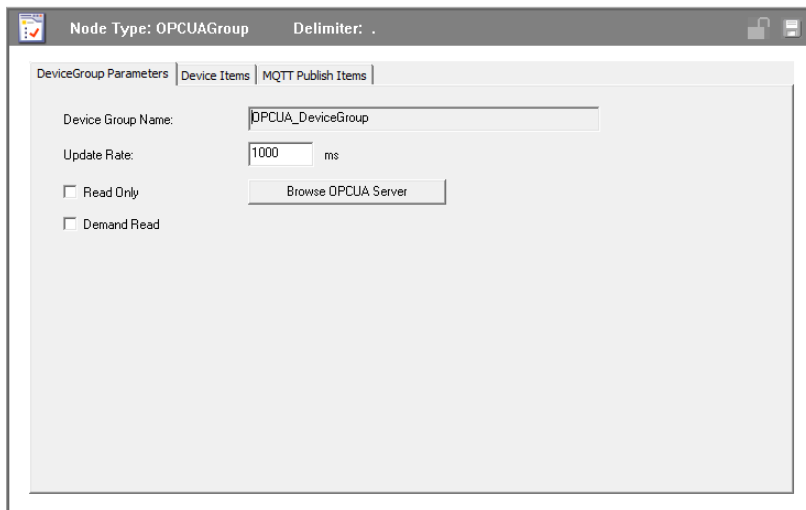 Node Type: OPCUAGroup Delimiter: .
DeviceGroup Parameters Device Items MQTT Publish Items
Device Group Name: OPCUA_DeviceGroup
Update Rate: 1000 ms
Read Only Browse OPCUA Server
Demand Read